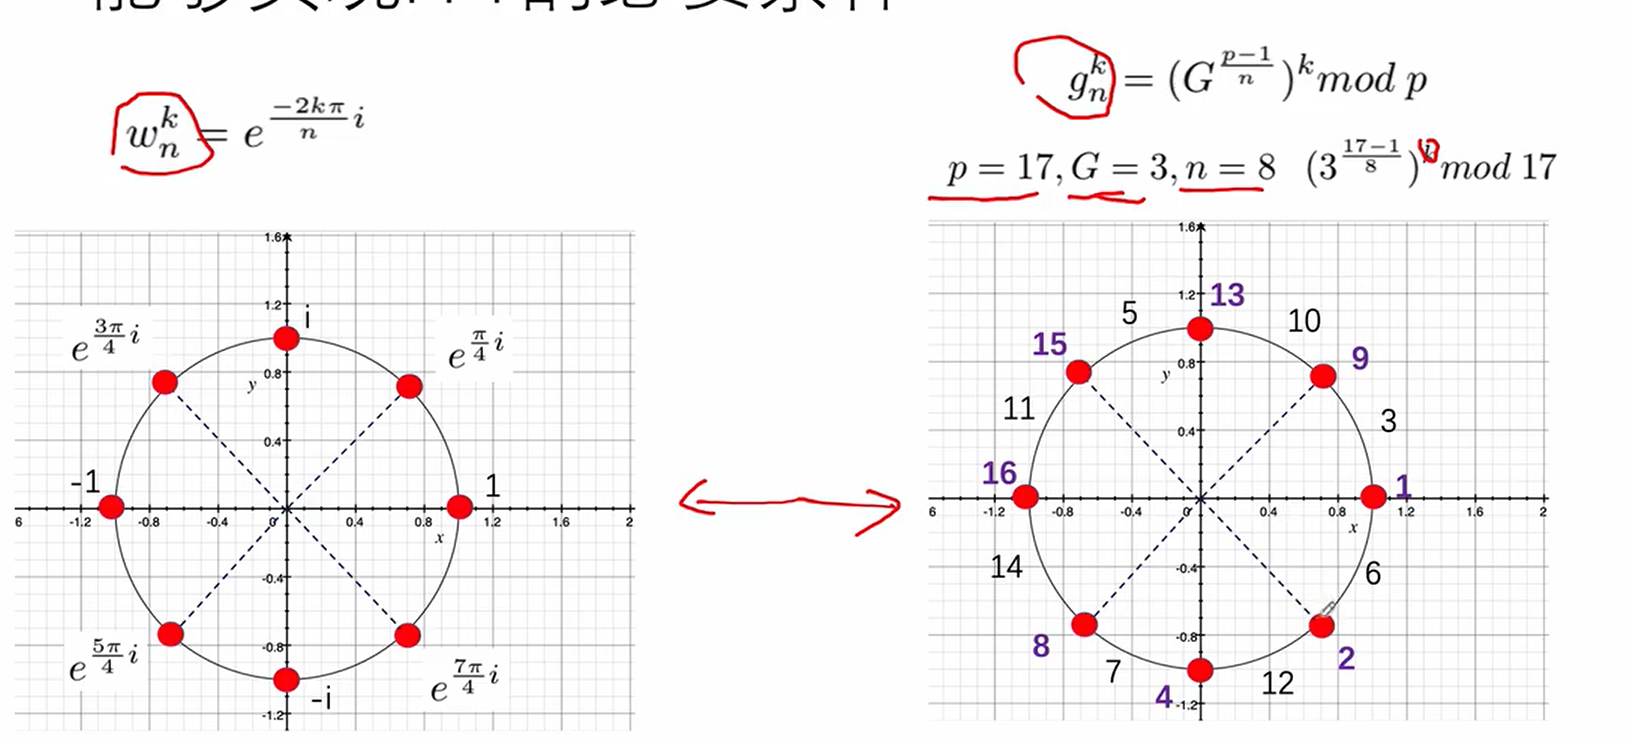 $w_n^k = e^{\frac{-2k\pi}{n}i}$
$g_n^k = (G^{\frac{p-1}{n}})^k mod\ p$
$p = 17, G = 3, n = 8$ $(3^{\frac{17-1}{8}})^k mod\ 17$
1.6
1.2
i
$e^{\frac{3\pi}{4}i}$
$e^{\frac{\pi}{4}i}$
0.8
y
0.4
-1
1
6 -1.2 -0.8 -0.4 0 0.4 0.8 1.2 1.6 2
x
-0.4
-0.8
$e^{\frac{5\pi}{4}i}$
$e^{\frac{7\pi}{4}i}$
-i
-1.2
1.6
1.2
13
5
10
15
9
0.8
y
11
3
0.4
16
1
6 -1.2 -0.8 -0.4 0 0.4 0.8 1.2 1.6 2
x
14
-0.4
6
8
-0.8
2
7
12
4
-1.2